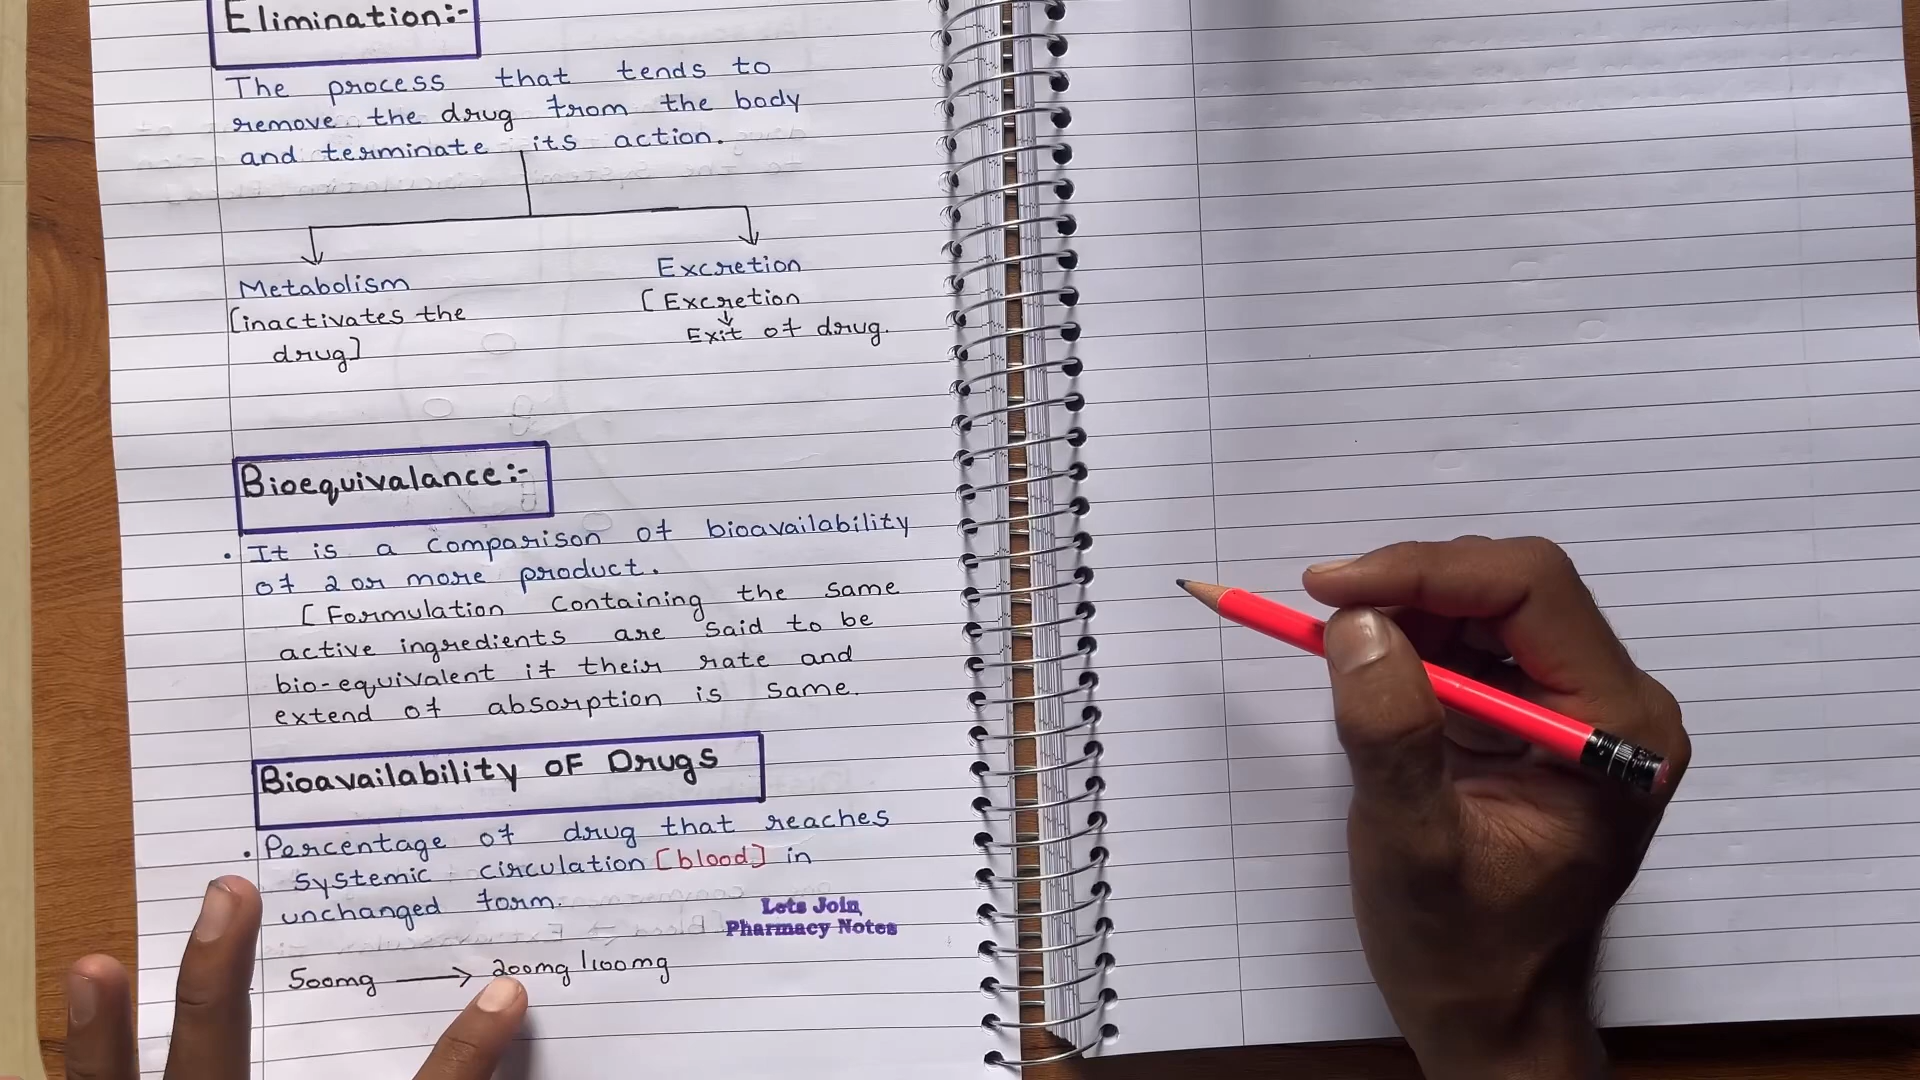 Elimination:-
The process that tends to
remove the drug from the body
and terminate its action.
Metabolism
[inactivates the
drug]
Excretion
[Excretion
Exit of drug.
Bioequivalance:-
• It is a comparison of bioavailability
of 2 or more product.
[Formulation containing the same
active ingredients are said to be
bio-equivalent if their rate and
extend of absorption is same.
Bioavailability OF Drugs
• Percentage of drug that reaches
systemic circulation [blood] in
unchanged form.
Lets Join,
Pharmacy Notes
500mg → 200mg |100mg